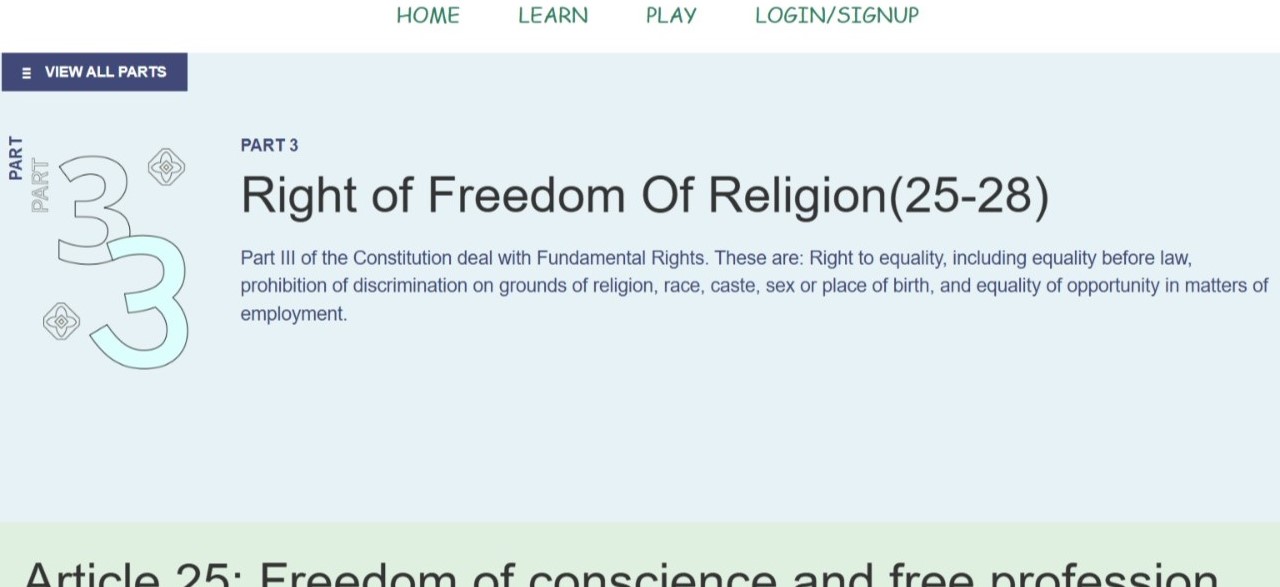 HOME LEARN PLAY LOGIN/SIGNUP
VIEW ALL PARTS
PART
PART
3
3
PART 3
Right of Freedom Of Religion(25-28)
Part III of the Constitution deal with Fundamental Rights. These are: Right to equality, including equality before law,
prohibition of discrimination on grounds of religion, race, caste, sex or place of birth, and equality of opportunity in matters of
employment.
Article 25: Freedom of conscience and free profession,